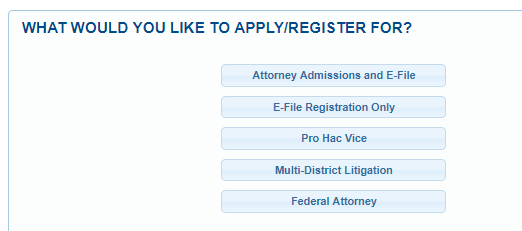 WHAT WOULD YOU LIKE TO APPLY/REGISTER FOR?
Attorney Admissions and E-File
E-File Registration Only
Pro Hac Vice
Multi-District Litigation
Federal Attorney